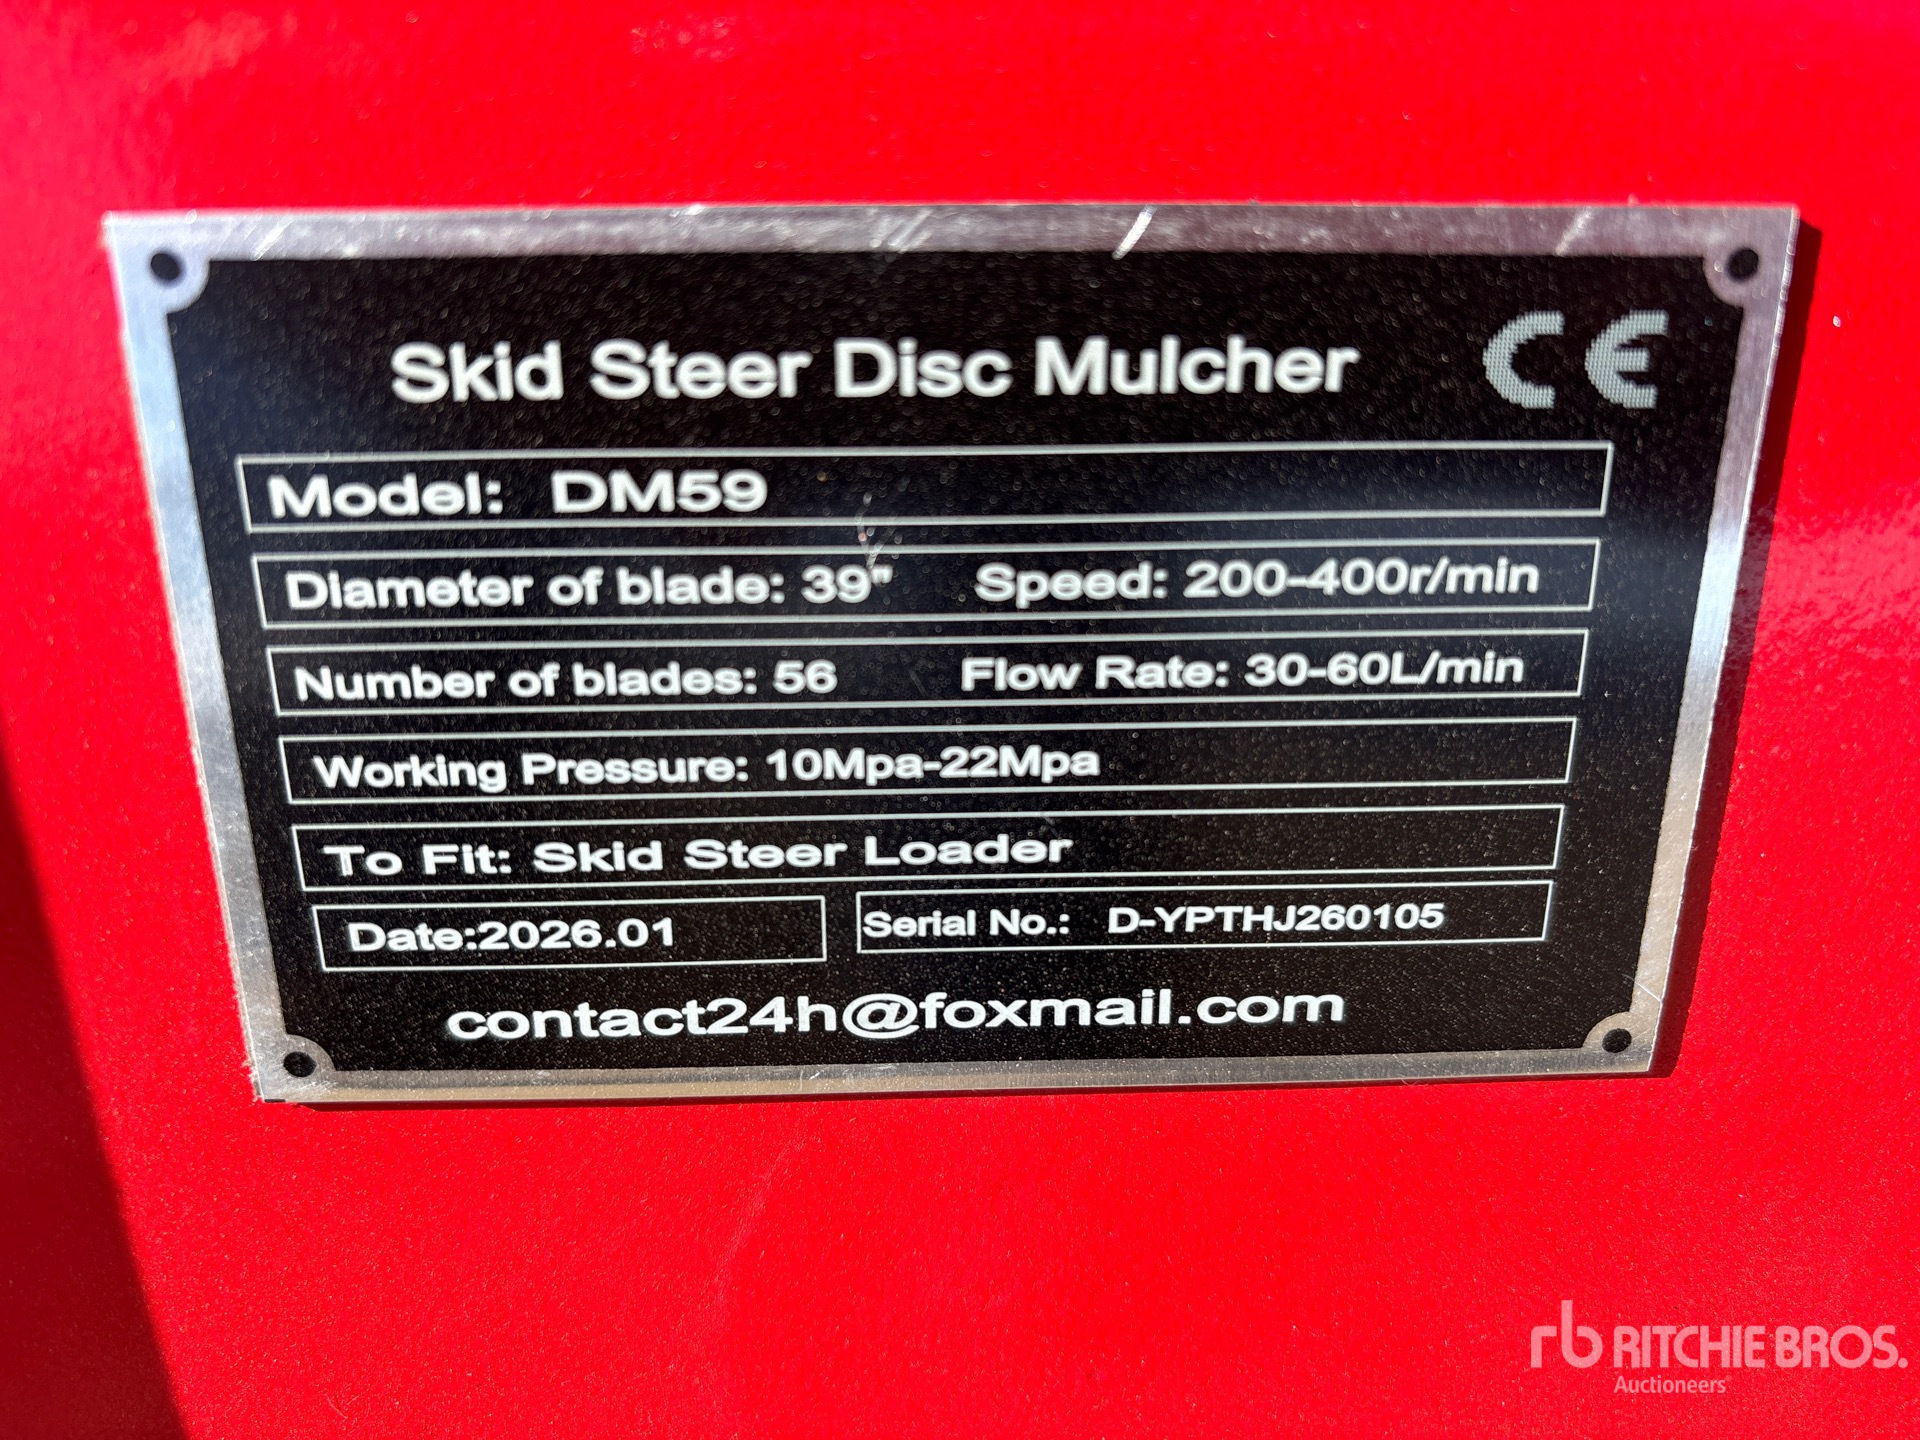 Skid Steer Disc Mulcher CE
Model: DM59
Diameter of blade: 39" Speed: 200-400r/min
Number of blades: 56 Flow Rate: 30-60L/min
Working Pressure: 10Mpa-22Mpa
To Fit: Skid Steer Loader
Date:2026.01 Serial No.: D-YPTHJ260105
contact24h@foxmail.com
rb RITCHIE BROS.
Auctioneers